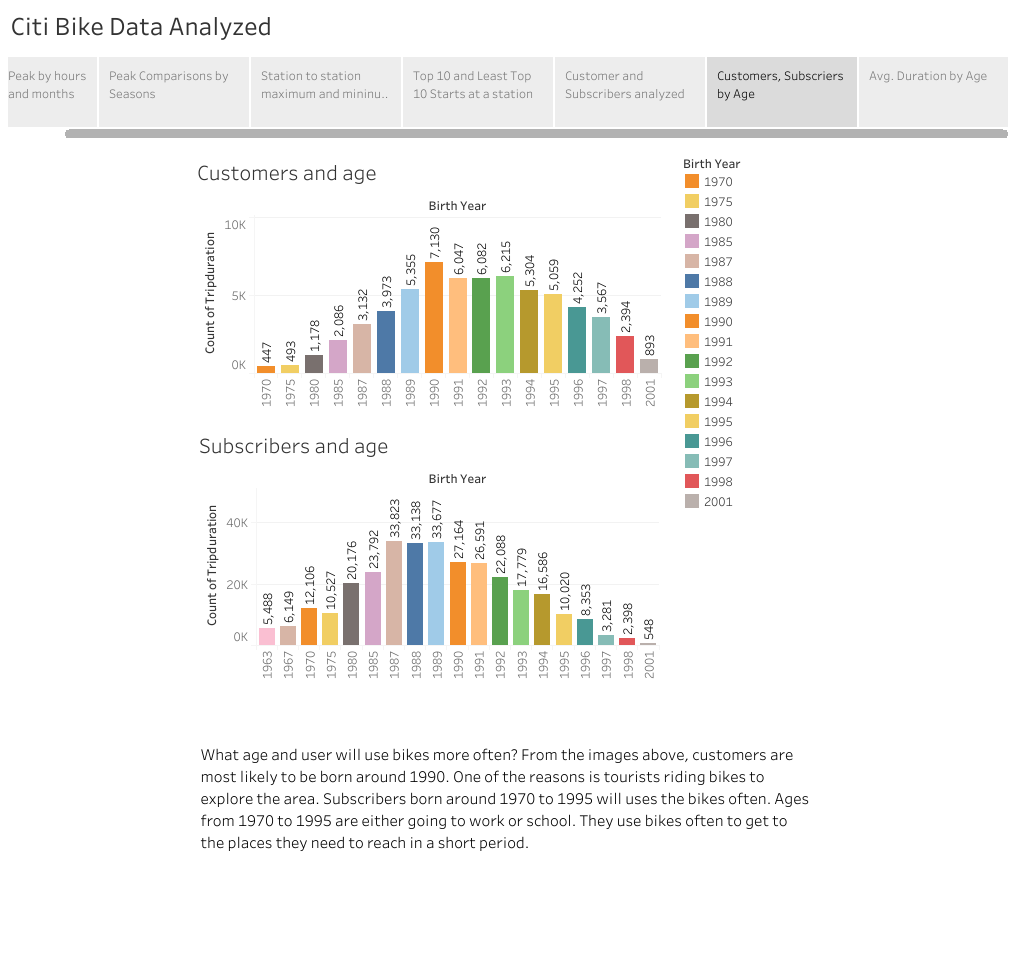 Citi Bike Data Analyzed
Peak by hours
and months
Peak Comparisons by
Seasons
Station to station
maximum and mininu..
Top 10 and Least Top
10 Starts at a station
Customer and
Subscribers analyzed
Customers, Subscriers
by Age
Avg. Duration by Age
Customers and age
Birth Year
Count of Tripduration
10K
5K
0K
447
493
1,178
2,086
3,132
3,973
5,355
7,130
6,047
6,082
6,215
5,304
5,059
4,252
3,567
2,394
893
1970
1975
1980
1985
1987
1988
1989
1990
1991
1992
1993
1994
1995
1996
1997
1998
2001
Birth Year
1970
1975
1980
1985
1987
1988
1989
1990
1991
1992
1993
1994
1995
1996
1997
1998
2001
Subscribers and age
Birth Year
Count of Tripduration
40K
20K
0K
5,488
6,149
12,106
10,527
20,176
23,792
33,823
33,138
33,677
27,164
26,591
22,088
17,779
16,586
10,020
8,353
3,281
2,398
548
1963
1967
1970
1975
1980
1985
1987
1988
1989
1990
1991
1992
1993
1994
1995
1996
1997
1998
2001
What age and user will use bikes more often? From the images above, customers are
most likely to be born around 1990. One of the reasons is tourists riding bikes to
explore the area. Subscribers born around 1970 to 1995 will uses the bikes often. Ages
from 1970 to 1995 are either going to work or school. They use bikes often to get to
the places they need to reach in a short period.